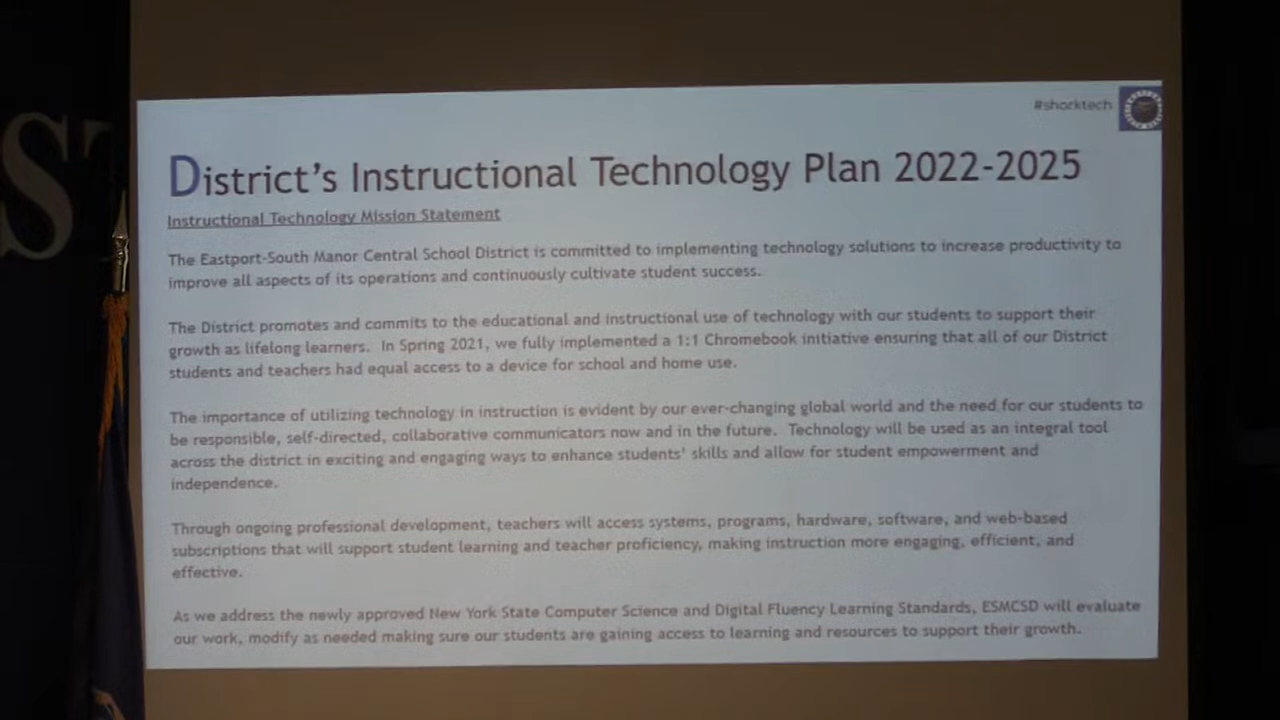 ST
#sharktech
District's Instructional Technology Plan 2022-2025
Instructional Technology Mission Statement
The Eastport-South Manor Central School District is committed to implementing technology solutions to increase productivity to
improve all aspects of its operations and continuously cultivate student success.
The District promotes and commits to the educational and instructional use of technology with our students to support their
growth as lifelong learners. In Spring 2021, we fully implemented a 1:1 Chromebook initiative ensuring that all of our District
students and teachers had equal access to a device for school and home use.
The importance of utilizing technology in instruction is evident by our ever-changing global world and the need for our students to
be responsible, self-directed, collaborative communicators now and in the future. Technology will be used as an integral tool
across the district in exciting and engaging ways to enhance students' skills and allow for student empowerment and
independence.
Through ongoing professional development, teachers will access systems, programs, hardware, software, and web-based
subscriptions that will support student learning and teacher proficiency, making instruction more engaging, efficient, and
effective.
As we address the newly approved New York State Computer Science and Digital Fluency Learning Standards, ESMCSD will evaluate
our work, modify as needed making sure our students are gaining access to learning and resources to support their growth.